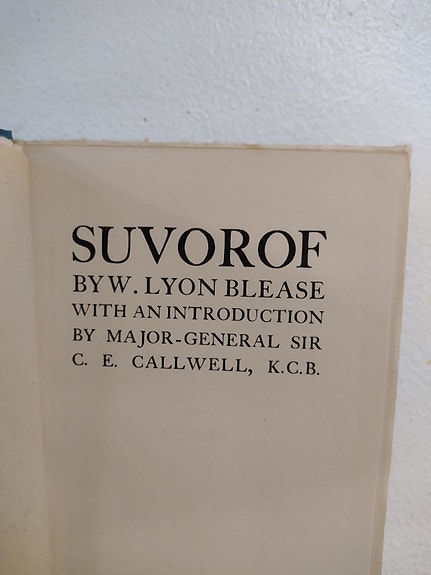 SUVOROF
BY W. LYON BLEASE
WITH AN INTRODUCTION
BY MAJOR-GENERAL SIR
C. E. CALLWELL, K.C.B.